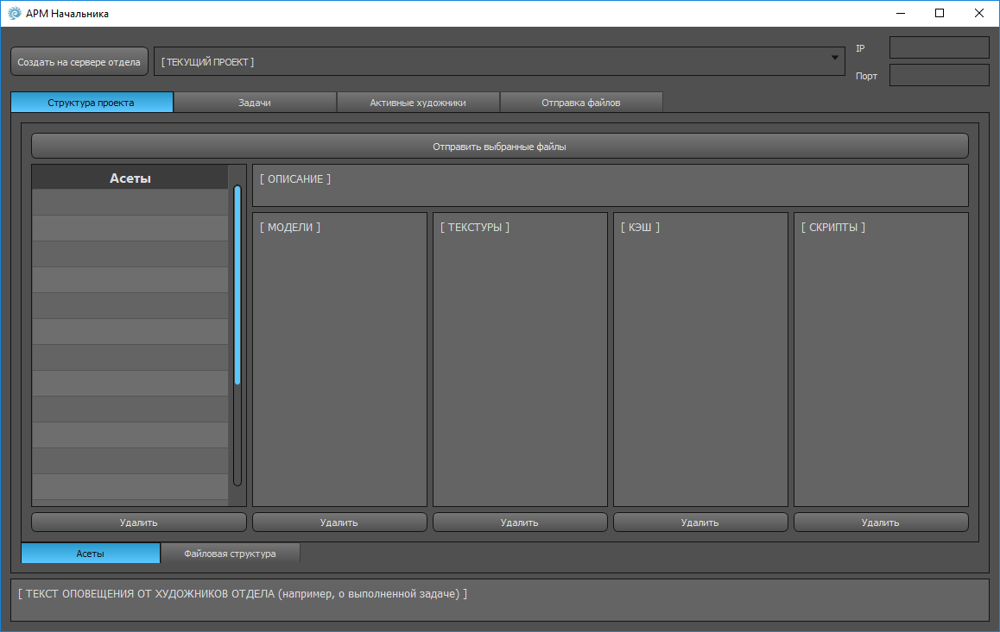 АРМ Начальника
Создать на сервере отдела
[ ТЕКУЩИЙ ПРОЕКТ ]
IP
Порт
Структура проекта
Задачи
Активные художники
Отправка файлов
Отправить выбранные файлы
Асеты
[ ОПИСАНИЕ ]
[ МОДЕЛИ ]
[ ТЕКСТУРЫ ]
[ КЭШ ]
[ СКРИПТЫ ]
Удалить
Удалить
Удалить
Удалить
Удалить
Асеты
Файловая структура
[ ТЕКСТ ОПОВЕЩЕНИЯ ОТ ХУДОЖНИКОВ ОТДЕЛА (например, о выполненной задаче) ]